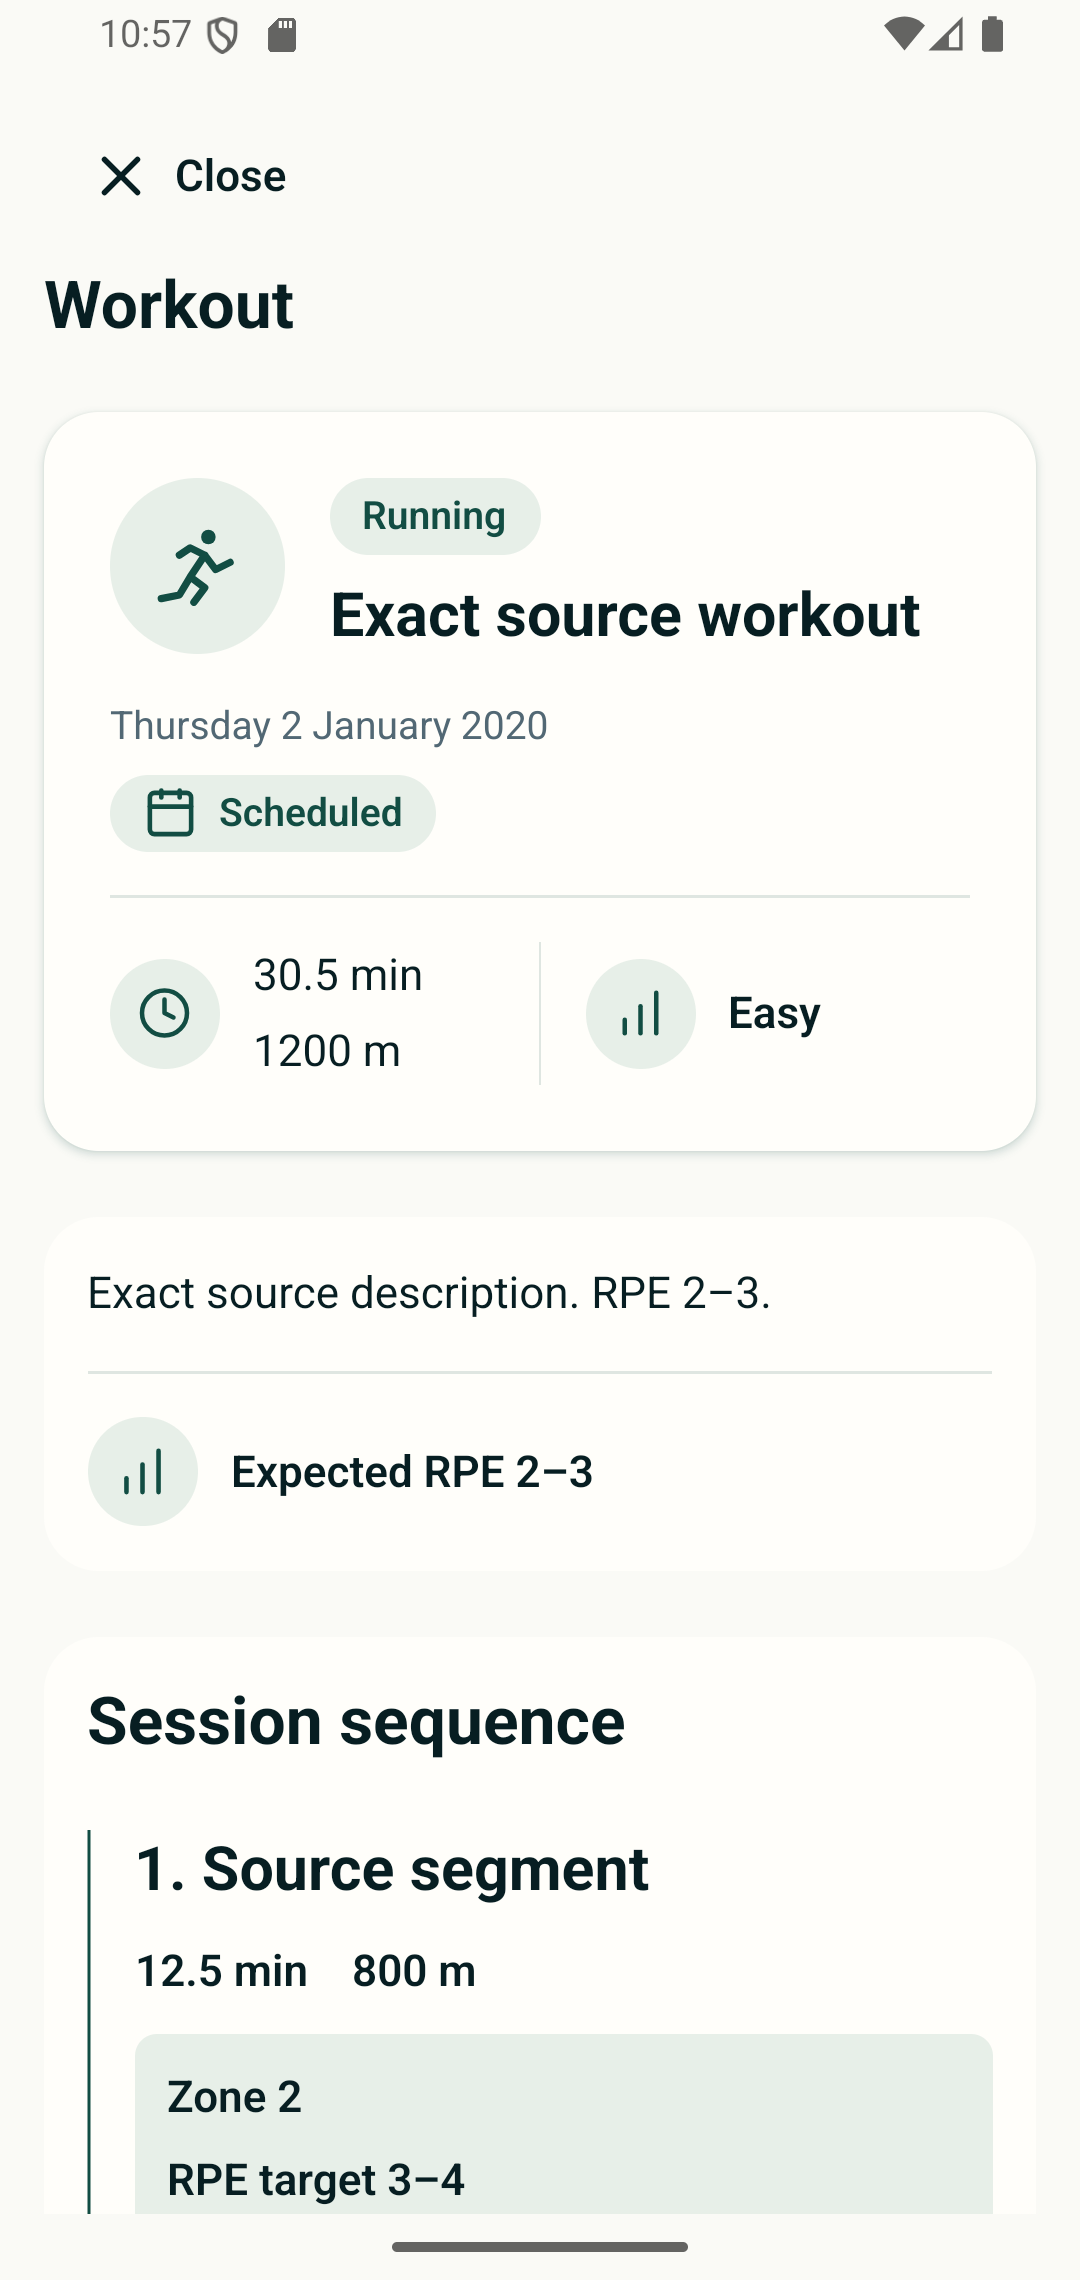 10:57
Close
Workout
Running
Exact source workout
Thursday 2 January 2020
Scheduled
30.5 min
1200 m
Easy
Exact source description. RPE 2–3.
Expected RPE 2–3
Session sequence
1. Source segment
12.5 min 800 m
Zone 2
RPE target 3–4